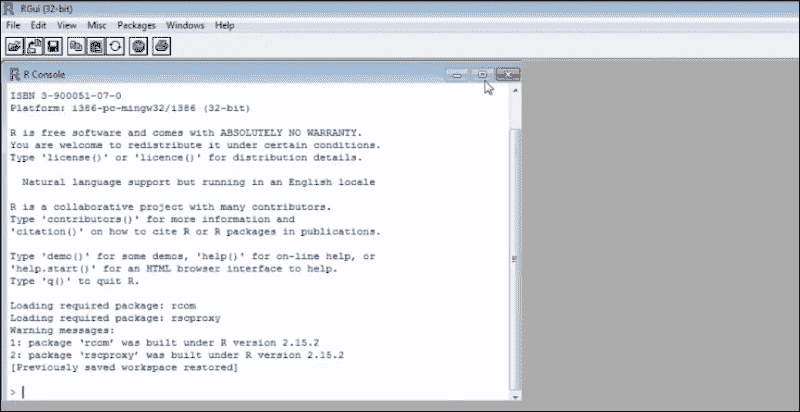 RGui (32-bit)
File Edit View Misc Packages Windows Help
R Console
ISBN 3-900051-07-0
Platform: i386-pc-mingw32/i386 (32-bit)
R is free software and comes with ABSOLUTELY NO WARRANTY.
You are welcome to redistribute it under certain conditions.
Type 'license()' or 'licence()' for distribution details.
Natural language support but running in an English locale
R is a collaborative project with many contributors.
Type 'contributors()' for more information and
'citation()' on how to cite R or R packages in publications.
Type 'demo()' for some demos, 'help()' for on-line help, or
'help.start()' for an HTML browser interface to help.
Type 'q()' to quit R.
Loading required package: rcom
Loading required package: rscproxy
Warning messages:
1: package ‘rcom’ was built under R version 2.15.2
2: package ‘rscproxy’ was built under R version 2.15.2
[Previously saved workspace restored]
>